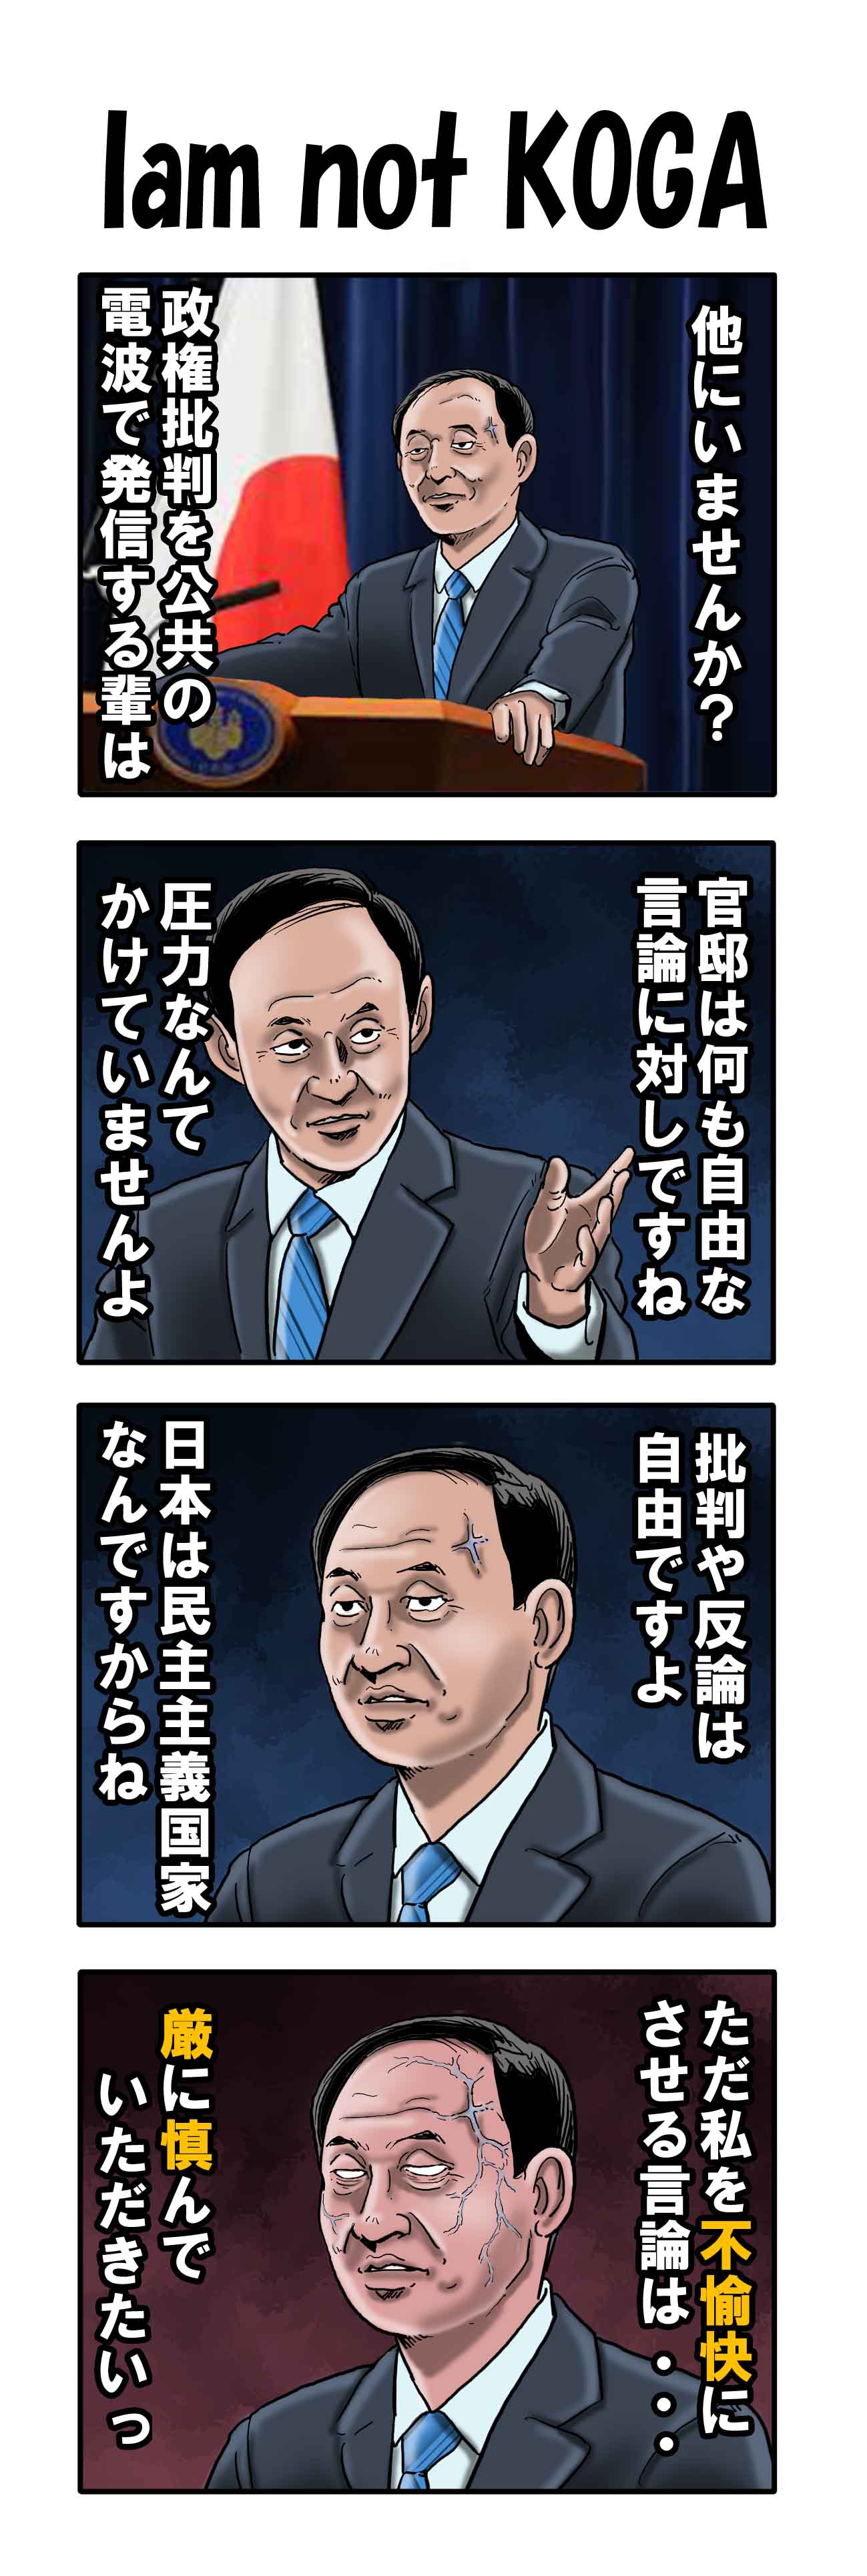 Iam not KOGA
他にいませんか？
政権批判を公共の
電波で発信する輩は
官邸は何も自由な
言論に対しですね
圧力なんて
かけていませんよ
批判や反論は
自由ですよ
日本は民主主義国家
なんですからね
ただ私を不愉快に
させる言論は・・・
厳に慎んで
いただきたいっ